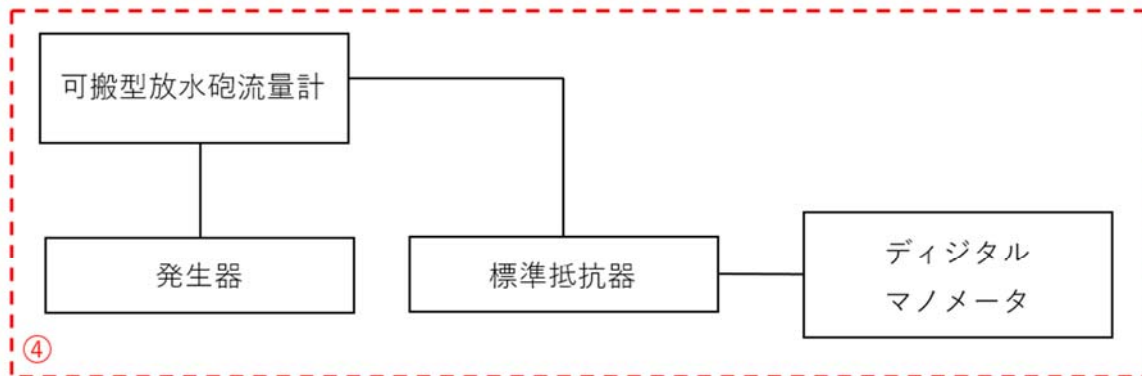 可搬型放水砲流量計
発生器
標準抵抗器
ディジタル
マノメータ
④